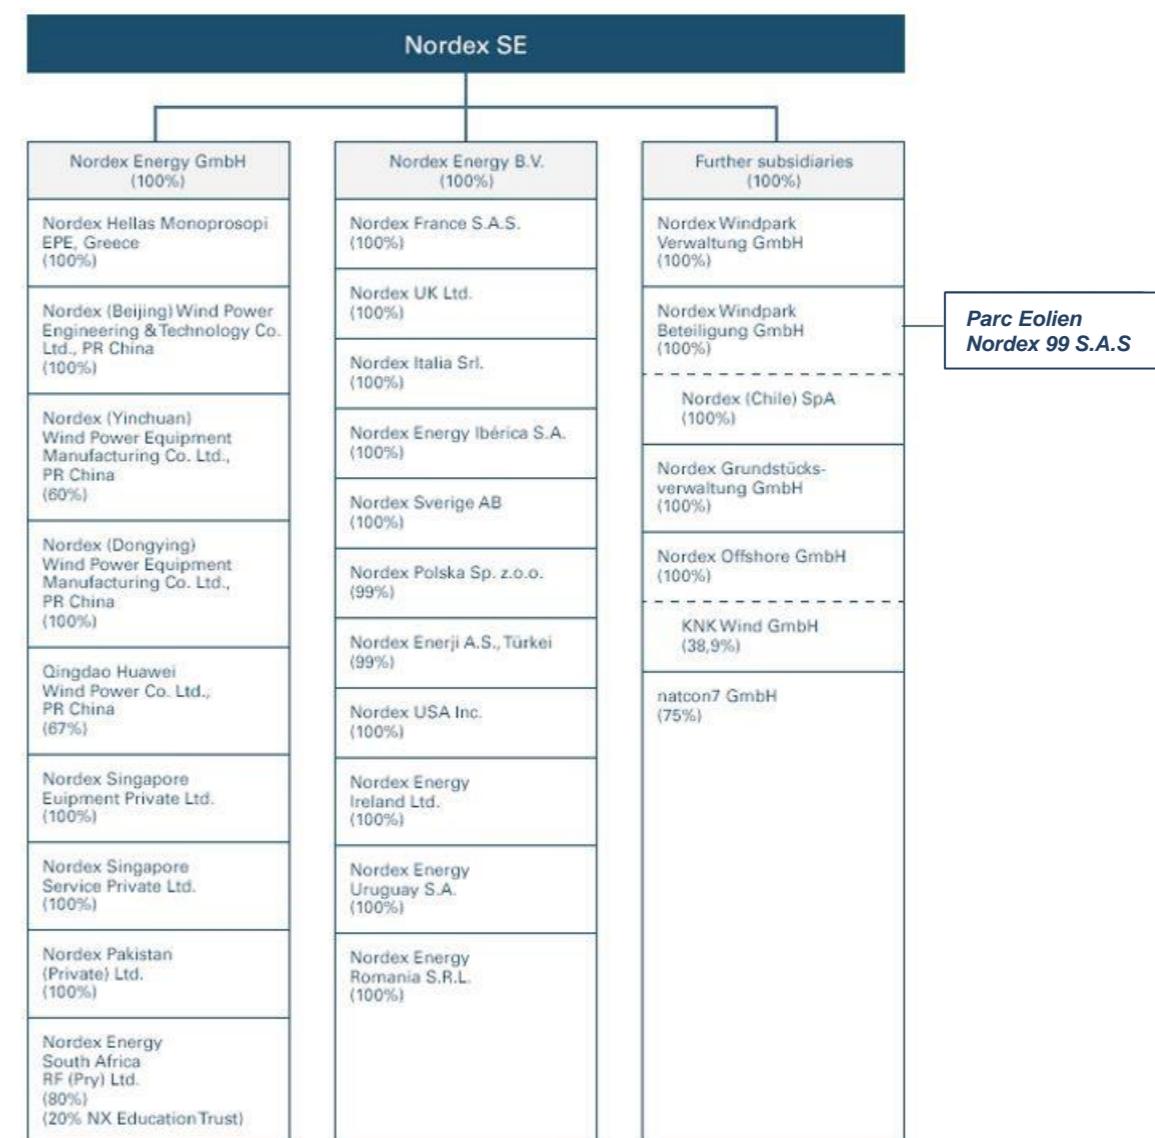 Nordex SE
Nordex Energy GmbH
(100%)
Nordex Hellas Monoprosopi
EPE, Greece
(100%)
Nordex (Beijing) Wind Power
Engineering & Technology Co.
Ltd., PR China
(100%)
Nordex (Yinchuan)
Wind Power Equipment
Manufacturing Co. Ltd.,
PR China
(60%)
Nordex (Dongying)
Wind Power Equipment
Manufacturing Co. Ltd.,
PR China
(100%)
Qingdao Huawei
Wind Power Co. Ltd.,
PR China
(67%)
Nordex Singapore
Euipment Private Ltd.
(100%)
Nordex Singapore
Service Private Ltd.
(100%)
Nordex Pakistan
(Private) Ltd.
(100%)
Nordex Energy
South Africa
RF (Pry) Ltd.
(80%)
(20% NX Education Trust)
Nordex Energy B.V.
(100%)
Nordex France S.A.S.
(100%)
Nordex UK Ltd.
(100%)
Nordex Italia Srl.
(100%)
Nordex Energy Ibérica S.A.
(100%)
Nordex Sverige AB
(100%)
Nordex Polska Sp. z.o.o.
(99%)
Nordex Enerji A.S., Türkei
(99%)
Nordex USA Inc.
(100%)
Nordex Energy
Ireland Ltd.
(100%)
Nordex Energy
Uruguay S.A.
(100%)
Nordex Energy
Romania S.R.L.
(100%)
Further subsidiaries
(100%)
Nordex Windpark
Verwaltung GmbH
(100%)
Nordex Windpark
Beteiligung GmbH
(100%)
Nordex (Chile) SpA
(100%)
Nordex Grundstücks-
verwaltung GmbH
(100%)
Nordex Offshore GmbH
(100%)
KNK Wind GmbH
(38,9%)
natcon7 GmbH
(75%)
Parc Eolien
Nordex 99 S.A.S